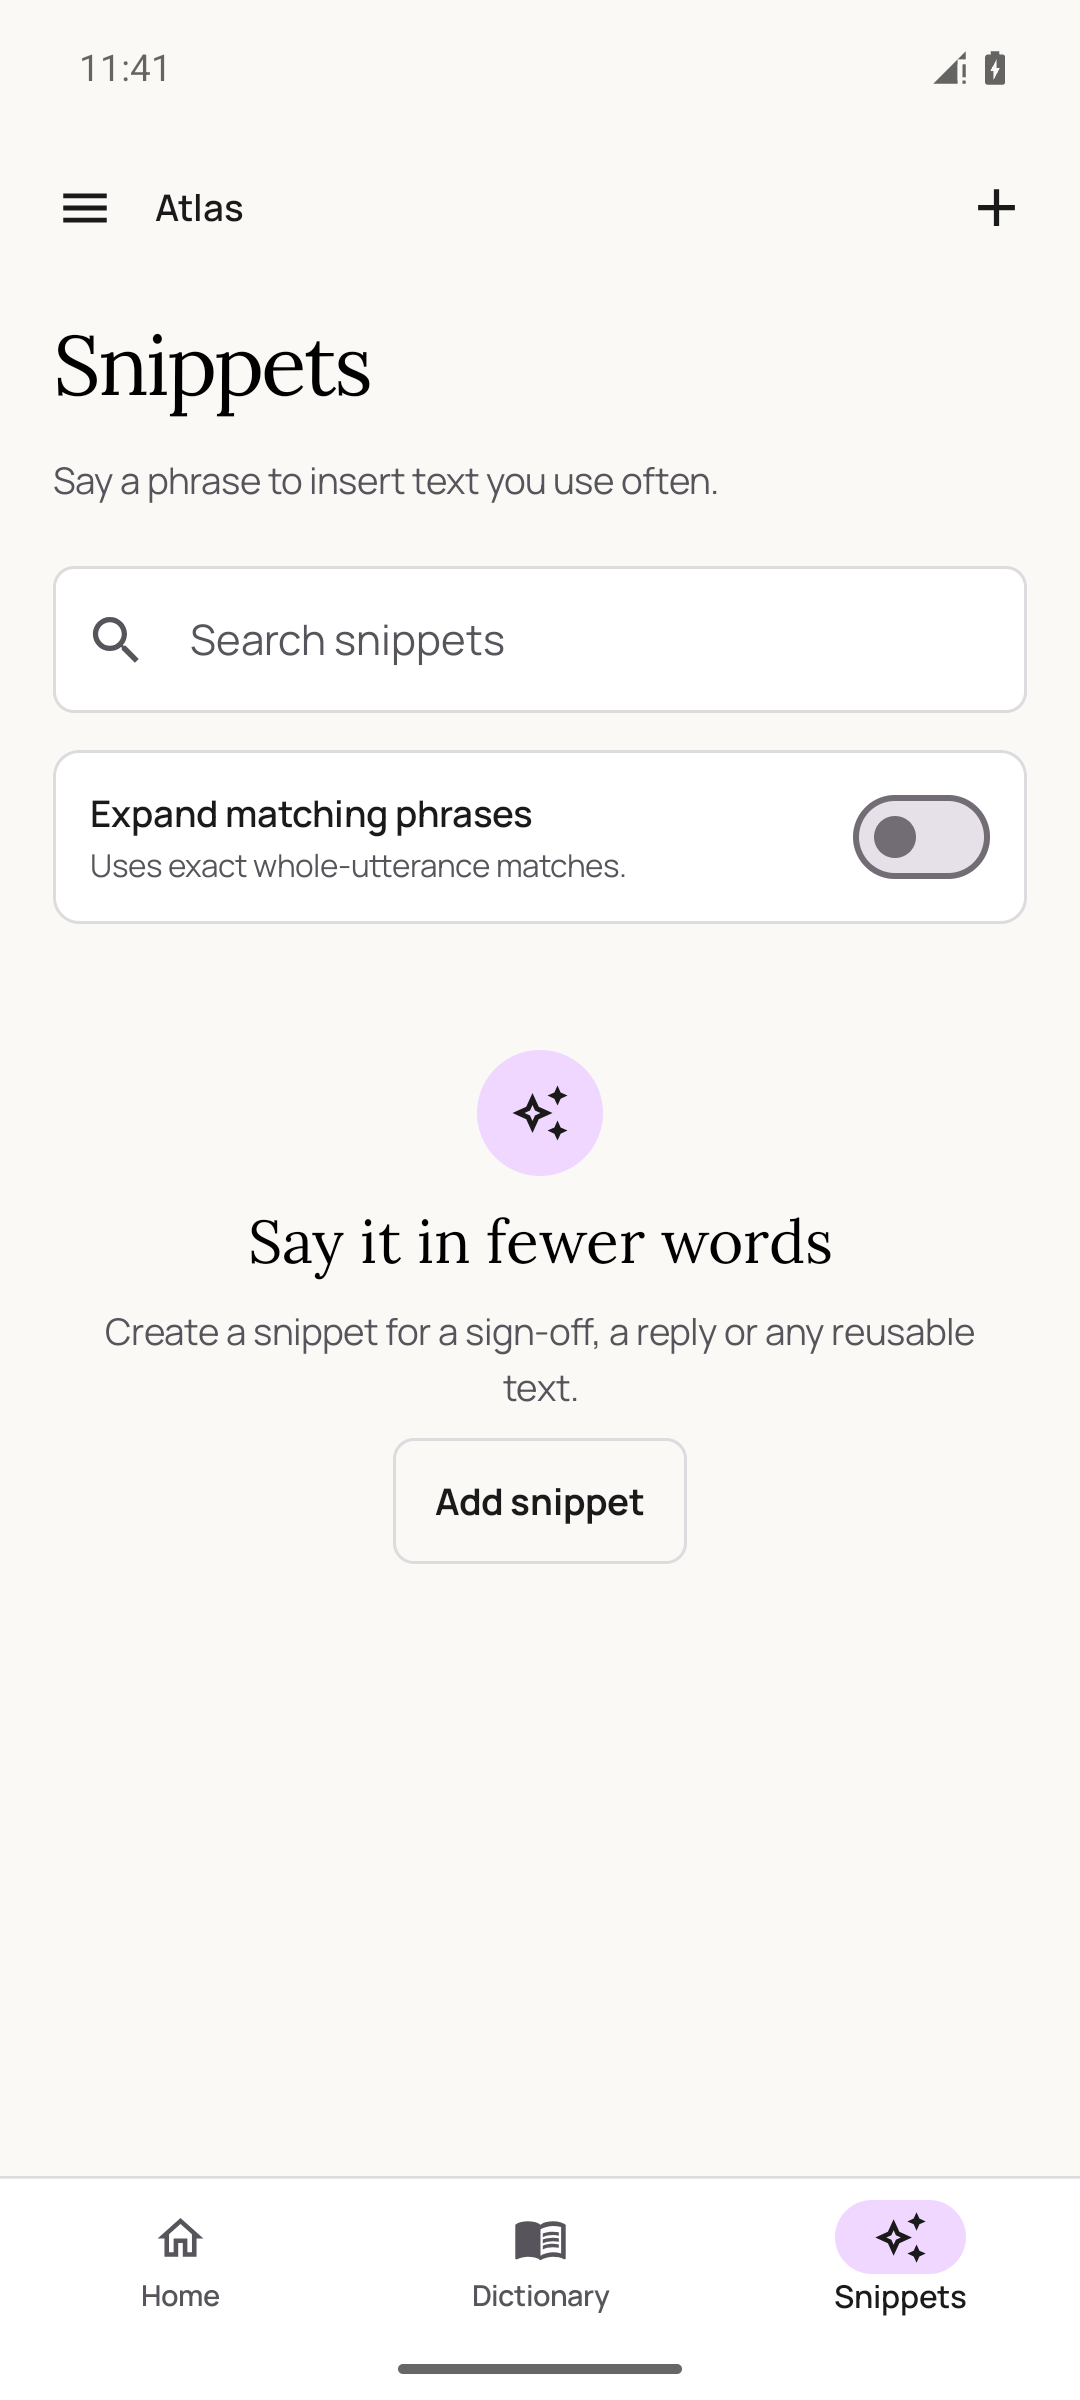 11:41
Atlas
Snippets
Say a phrase to insert text you use often.
Search snippets
Expand matching phrases
Uses exact whole-utterance matches.
Say it in fewer words
Create a snippet for a sign-off, a reply or any reusable
text.
Add snippet
Home
Dictionary
Snippets